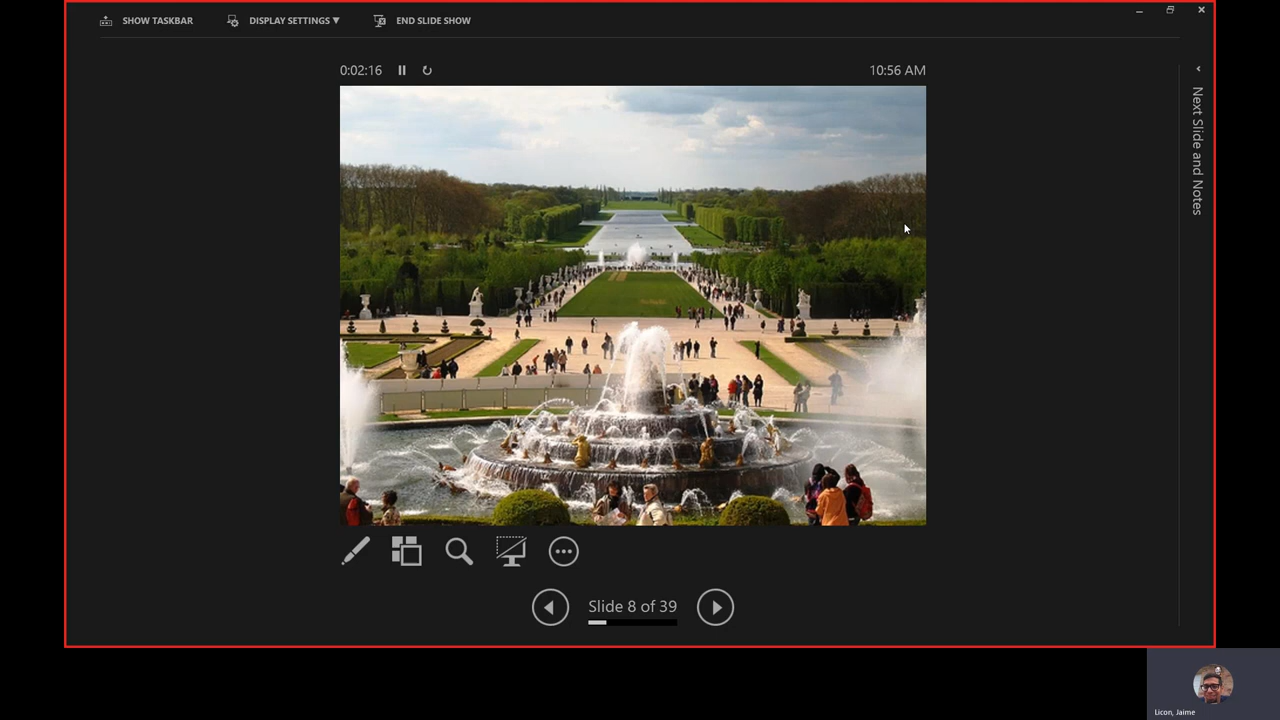 SHOW TASKBAR
DISPLAY SETTINGS ▼
END SLIDE SHOW
0:02:16
10:56 AM
Next Slide and Notes
Slide 8 of 39
Licon, Jaime